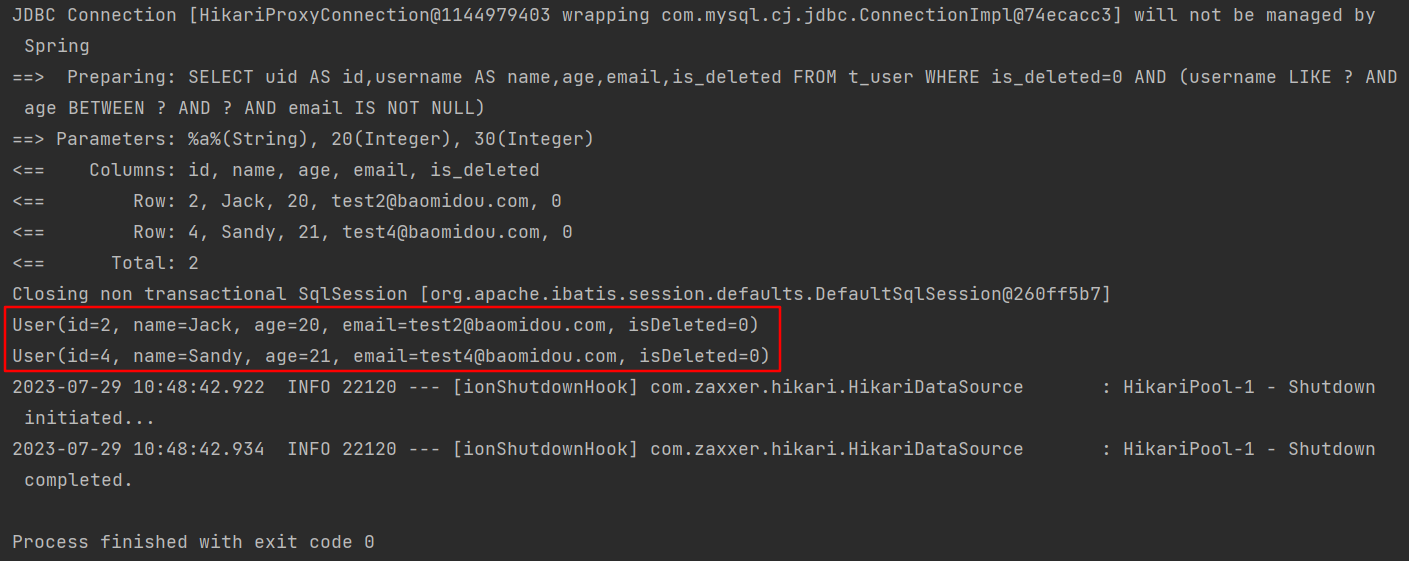 JDBC Connection [HikariProxyConnection@1144979403 wrapping com.mysql.cj.jdbc.ConnectionImpl@74ecacc3] will not be managed by
 Spring
==>  Preparing: SELECT uid AS id,username AS name,age,email,is_deleted FROM t_user WHERE is_deleted=0 AND (username LIKE ? AND
 age BETWEEN ? AND ? AND email IS NOT NULL)
==> Parameters: %a%(String), 20(Integer), 30(Integer)
<==    Columns: id, name, age, email, is_deleted
<==        Row: 2, Jack, 20, test2@baomidou.com, 0
<==        Row: 4, Sandy, 21, test4@baomidou.com, 0
<==      Total: 2
Closing non transactional SqlSession [org.apache.ibatis.session.defaults.DefaultSqlSession@260ff5b7]
User(id=2, name=Jack, age=20, email=test2@baomidou.com, isDeleted=0)
User(id=4, name=Sandy, age=21, email=test4@baomidou.com, isDeleted=0)
2023-07-29 10:48:42.922  INFO 22120 --- [ionShutdownHook] com.zaxxer.hikari.HikariDataSource       : HikariPool-1 - Shutdown
 initiated...
2023-07-29 10:48:42.934  INFO 22120 --- [ionShutdownHook] com.zaxxer.hikari.HikariDataSource       : HikariPool-1 - Shutdown
 completed.
Process finished with exit code 0